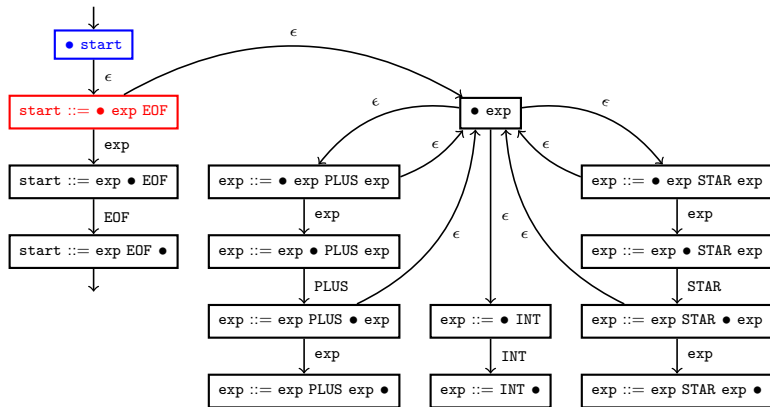 ● start
ϵ
ϵ
start ::= ● exp EOF
● exp
ϵ
ϵ
exp
ϵ
ϵ
start ::= exp ● EOF
exp ::= ● exp PLUS exp
exp ::= ● exp STAR exp
EOF
exp
exp
ϵ
ϵ
ϵ
start ::= exp EOF ●
exp ::= exp ● PLUS exp
exp ::= exp ● STAR exp
PLUS
STAR
exp ::= exp PLUS ● exp
exp ::= ● INT
exp ::= exp STAR ● exp
exp
INT
exp
exp ::= exp PLUS exp ●
exp ::= INT ●
exp ::= exp STAR exp ●